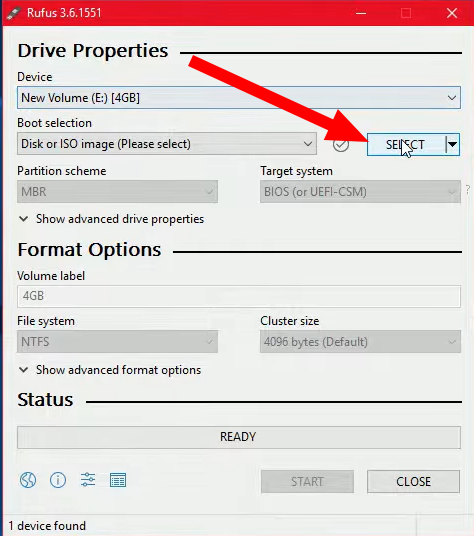 Rufus 3.6.1551
Drive Properties
Device
New Volume (E:) [4GB]
Boot selection
Disk or ISO image (Please select)
SELECT
Partition scheme
Target system
MBR
BIOS (or UEFI-CSM)
?
Show advanced drive properties
Format Options
Volume label
4GB
File system
Cluster size
NTFS
4096 bytes (Default)
Show advanced format options
Status
READY
START
CLOSE
1 device found